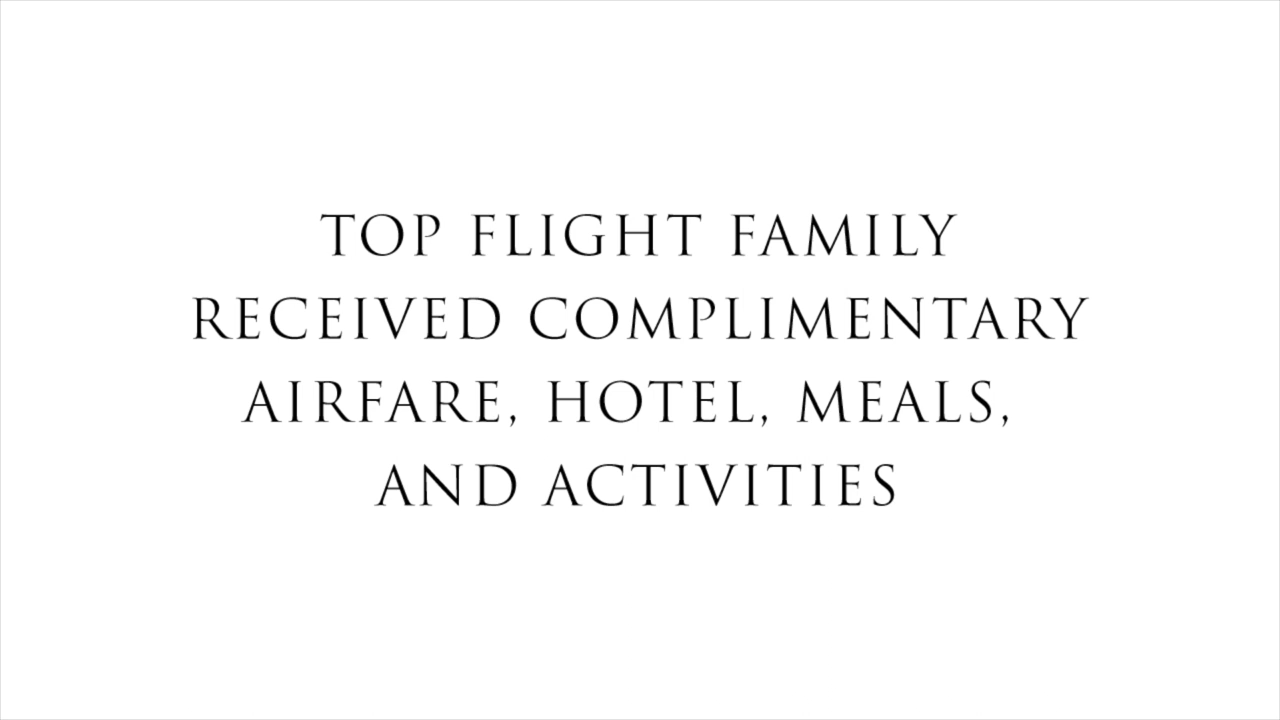 TOP FLIGHT FAMILY
RECEIVED COMPLIMENTARY
AIRFARE, HOTEL, MEALS,
AND ACTIVITIES